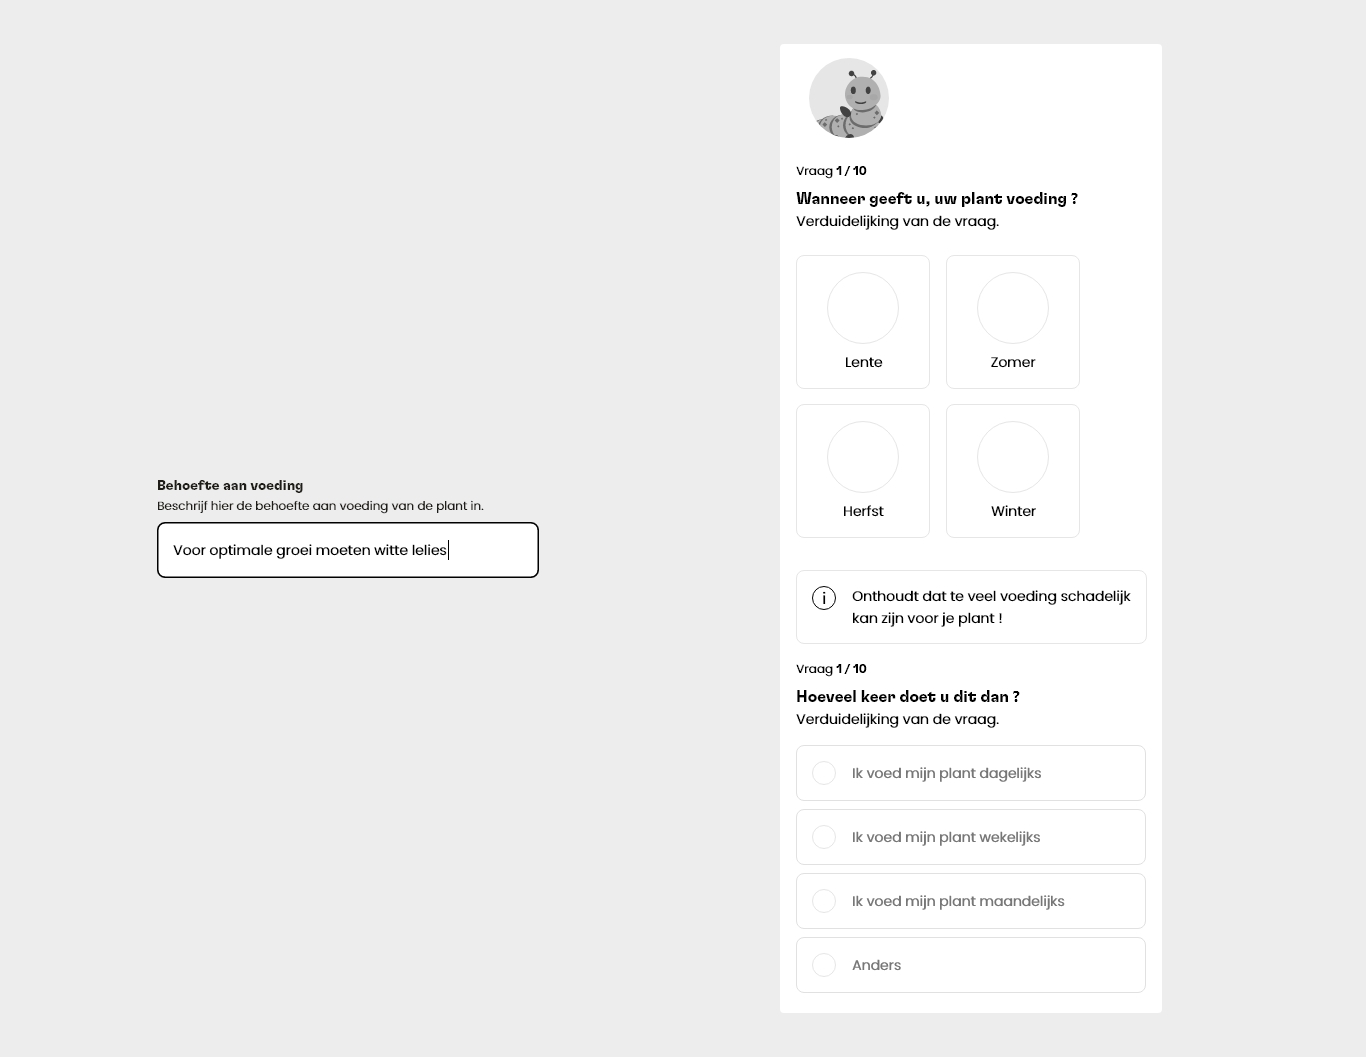 Behoefte aan voeding
Beschrijf hier de behoefte aan voeding van de plant in.
Voor optimale groei moeten witte lelies
Vraag 1 / 10
Wanneer geeft u, uw plant voeding ?
Verduidelijking van de vraag.
Lente
Zomer
Herfst
Winter
i
Onthoudt dat te veel voeding schadelijk
kan zijn voor je plant !
Vraag 1 / 10
Hoeveel keer doet u dit dan ?
Verduidelijking van de vraag.
Ik voed mijn plant dagelijks
Ik voed mijn plant wekelijks
Ik voed mijn plant maandelijks
Anders